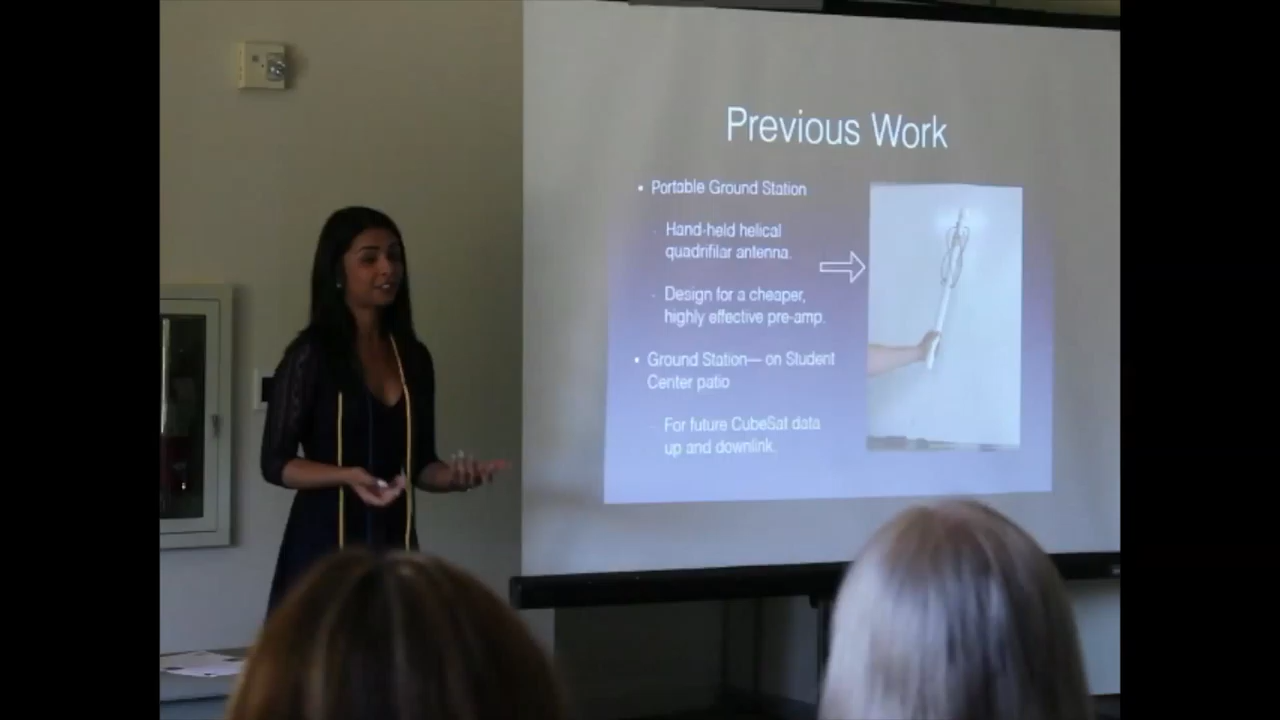 Previous Work
• Portable Ground Station
· Hand-held helical
quadrifilar antenna.
· Design for a cheaper,
highly effective pre-amp.
• Ground Station— on Student
Center patio
· For future CubeSat data
up and downlink.